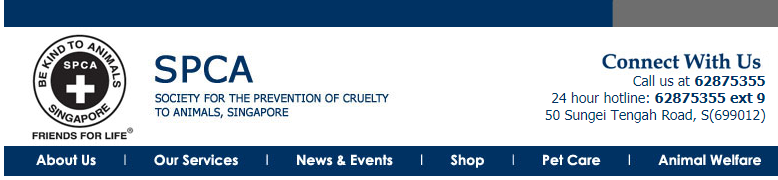 BE KIND TO ANIMALS
SPCA
SINGAPORE
FRIENDS FOR LIFE®
SPCA
SOCIETY FOR THE PREVENTION OF CRUELTY
TO ANIMALS, SINGAPORE
Connect With Us
Call us at 62875355
24 hour hotline: 62875355 ext 9
50 Sungei Tengah Road, S(699012)
About Us | Our Services | News & Events | Shop | Pet Care | Animal Welfare